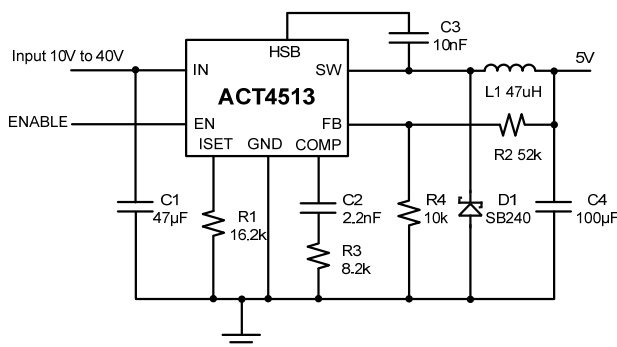 C3
10nF
HSB
Input 10V to 40V
IN
SW
5V
ACT4513
L1 47uH
ENABLE
EN
FB
ISET
GND
COMP
R2 52k
C1
47μF
R1
16.2k
C2
2.2nF
R3
8.2k
R4
10k
D1
SB240
C4
100μF